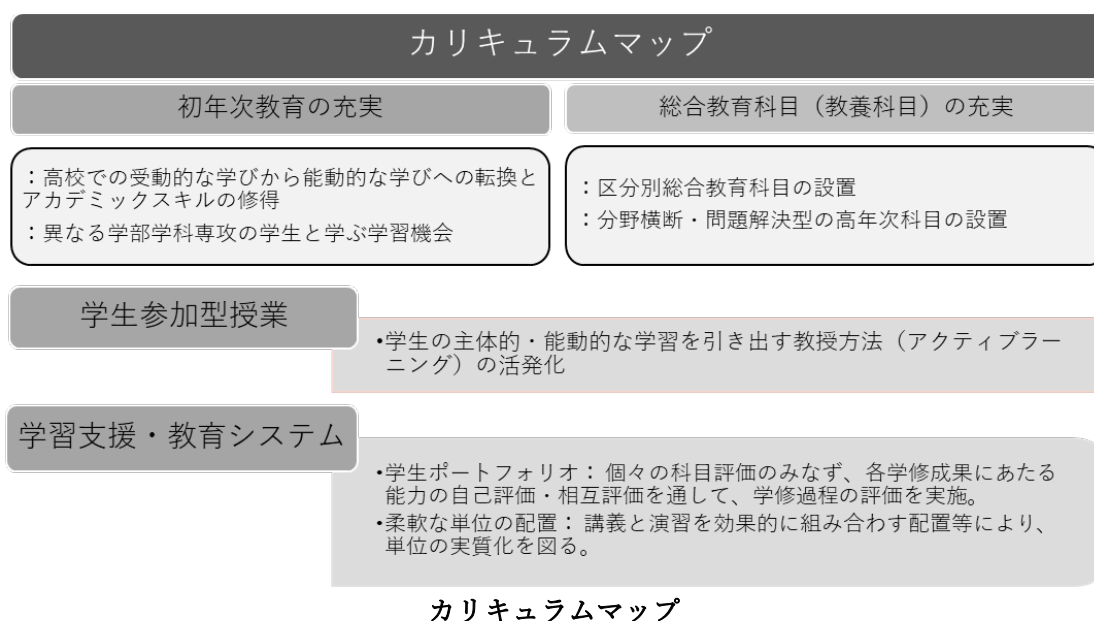 カリキュラムマップ
初年次教育の充実
：高校での受動的な学びから能動的な学びへの転換と
アカデミックスキルの修得
：異なる学部学科専攻の学生と学ぶ学習機会
総合教育科目（教養科目）の充実
：区分別総合教育科目の設置
：分野横断・問題解決型の高年次科目の設置
学生参加型授業
•学生の主体的・能動的な学習を引き出す教授方法（アクティブラー
ニング）の活発化
学習支援・教育システム
•学生ポートフォリオ： 個々の科目評価のみなず、各学修成果にあたる
能力の自己評価・相互評価を通して、学修過程の評価を実施。
•柔軟な単位の配置： 講義と演習を効果的に組み合わす配置等により、
単位の実質化を図る。
カリキュラムマップ